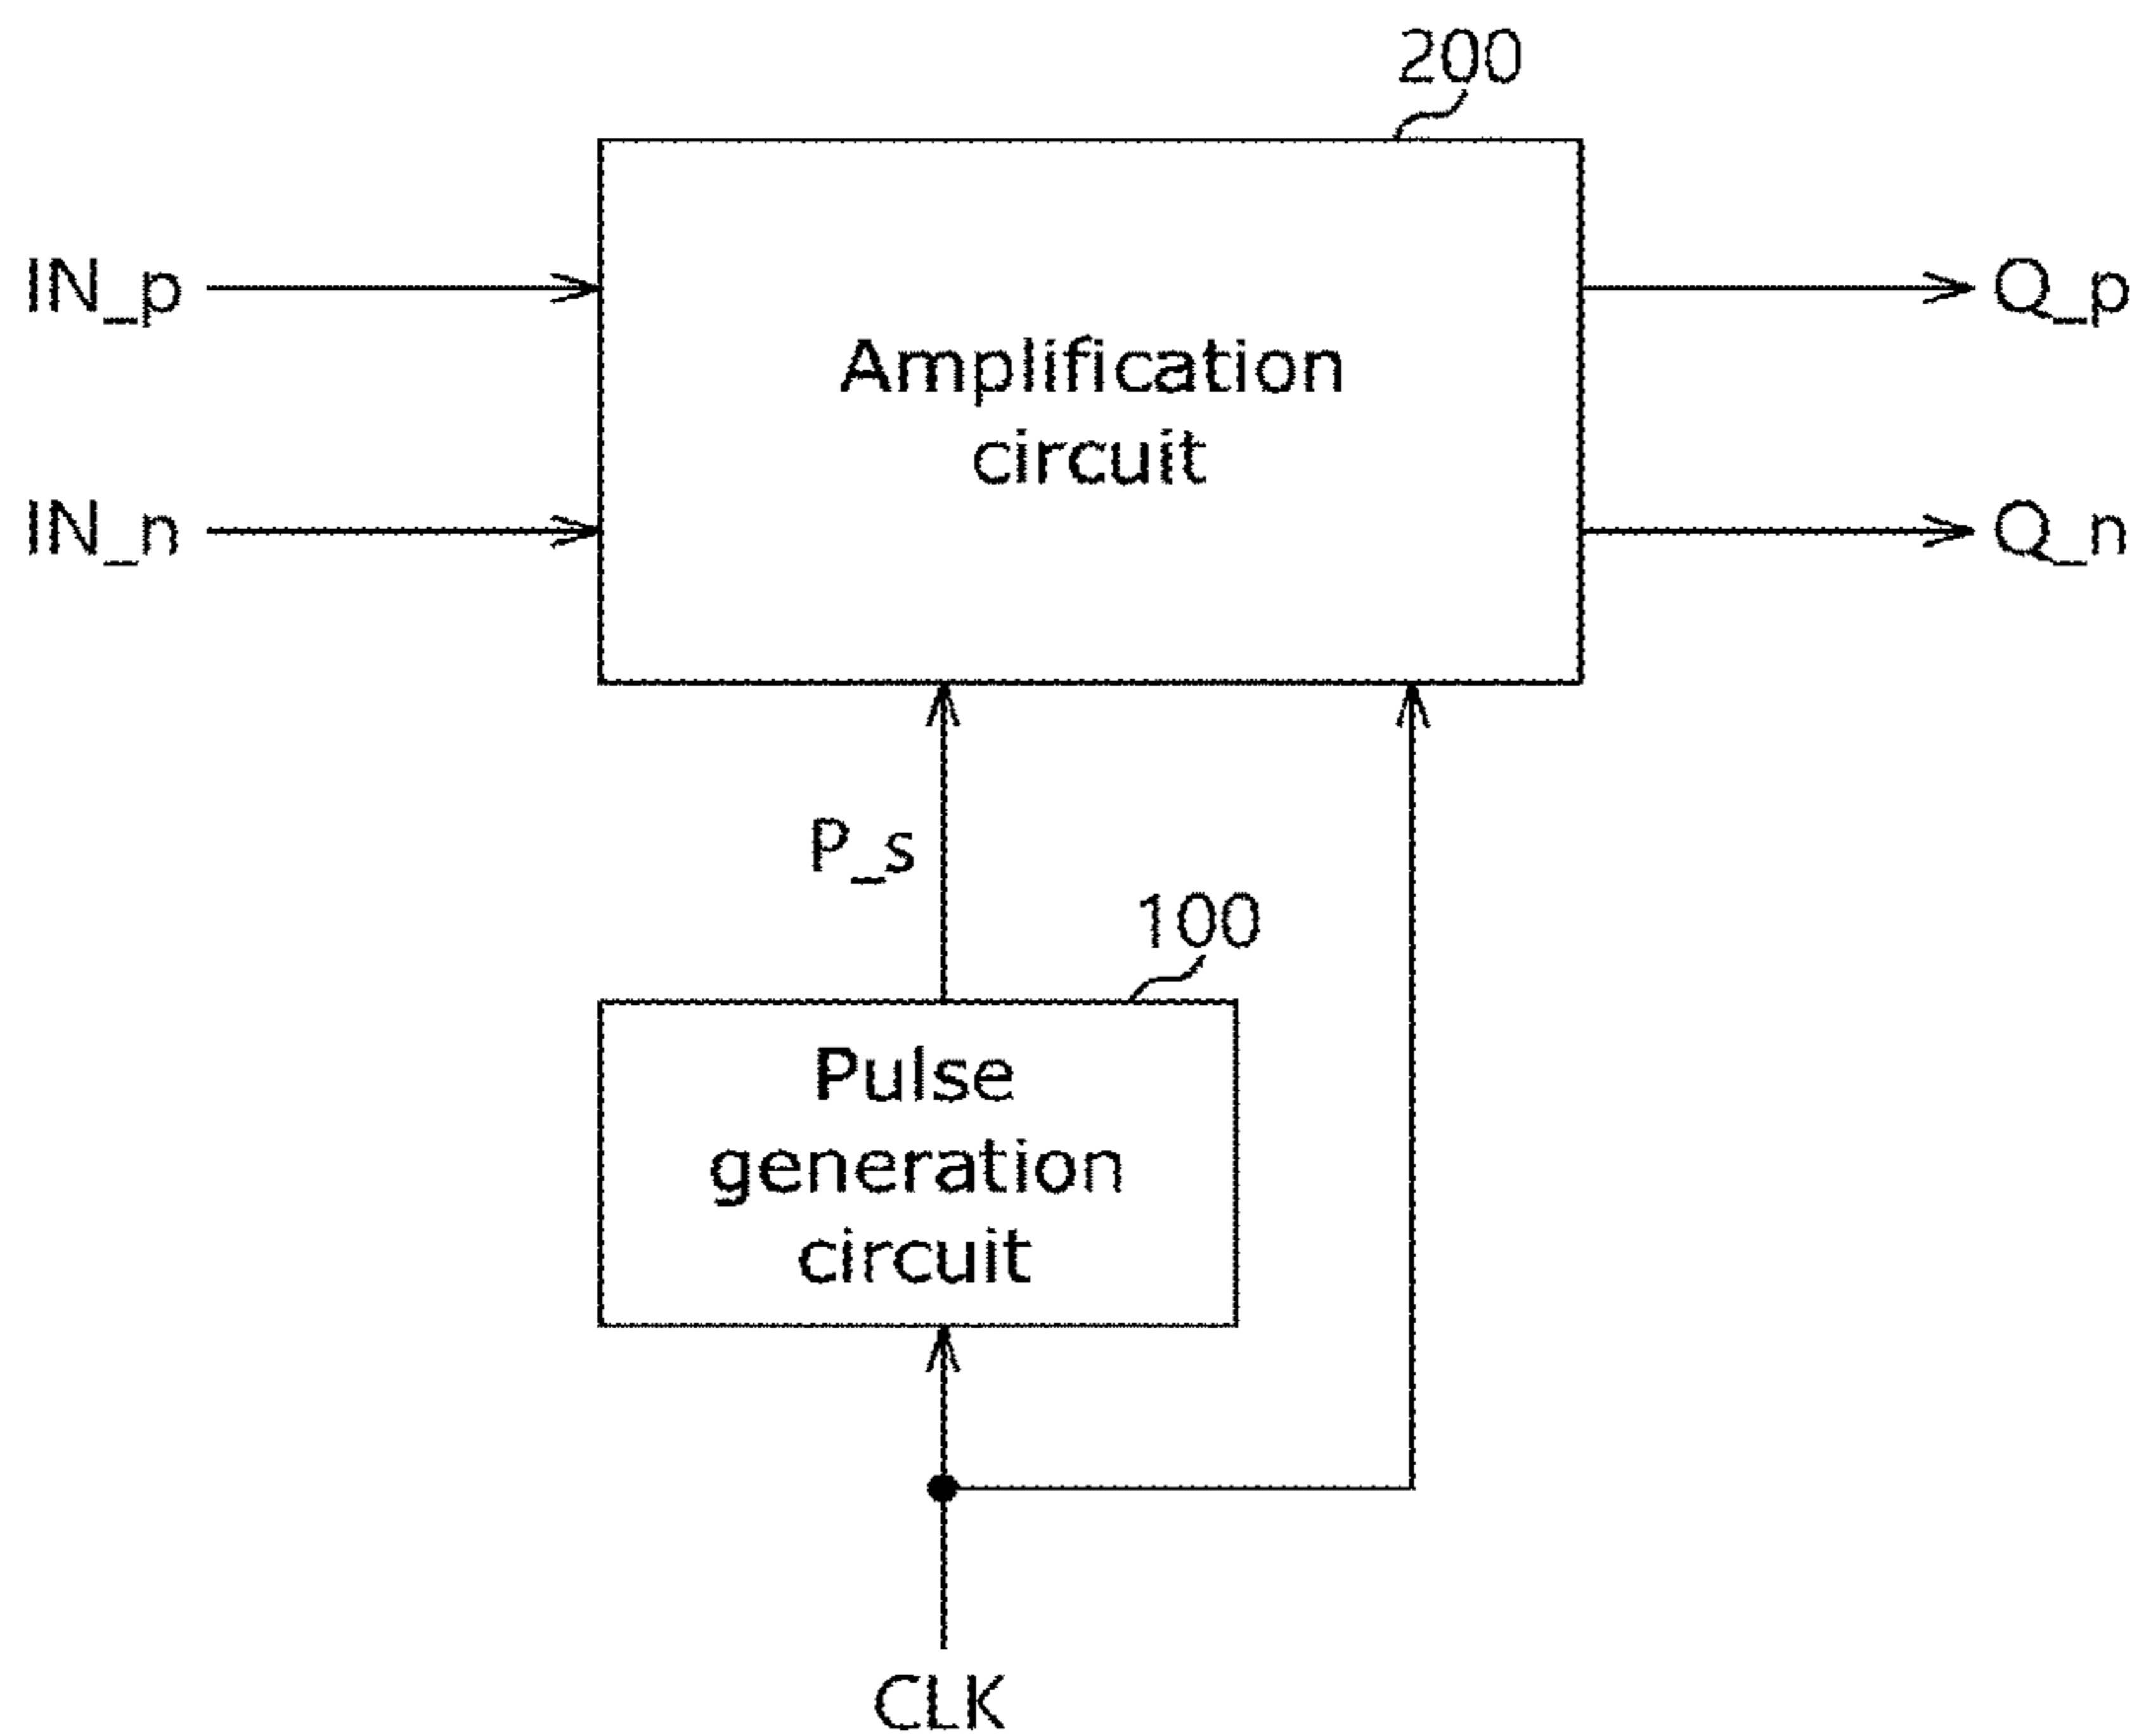 200
IN_p
Q_p
Amplification
circuit
IN_n
Q_n
P_s
100
Pulse
generation
circuit
CLK